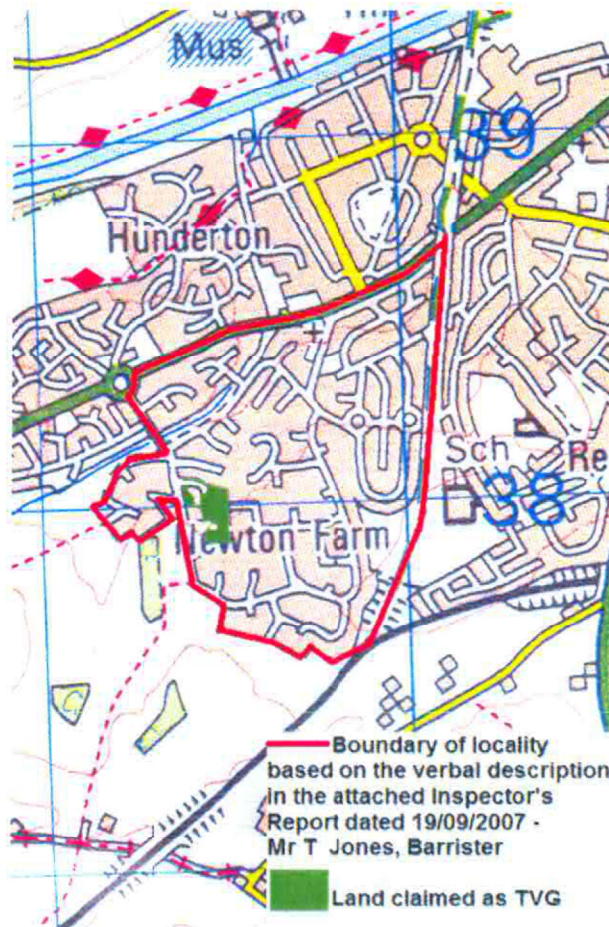 Mus
39
Hunderton
Sch
Re
38
Newton Farm
Boundary of locality
based on the verbal description
in the attached Inspector's
Report dated 19/09/2007 -
Mr T Jones, Barrister
Land claimed as TVG